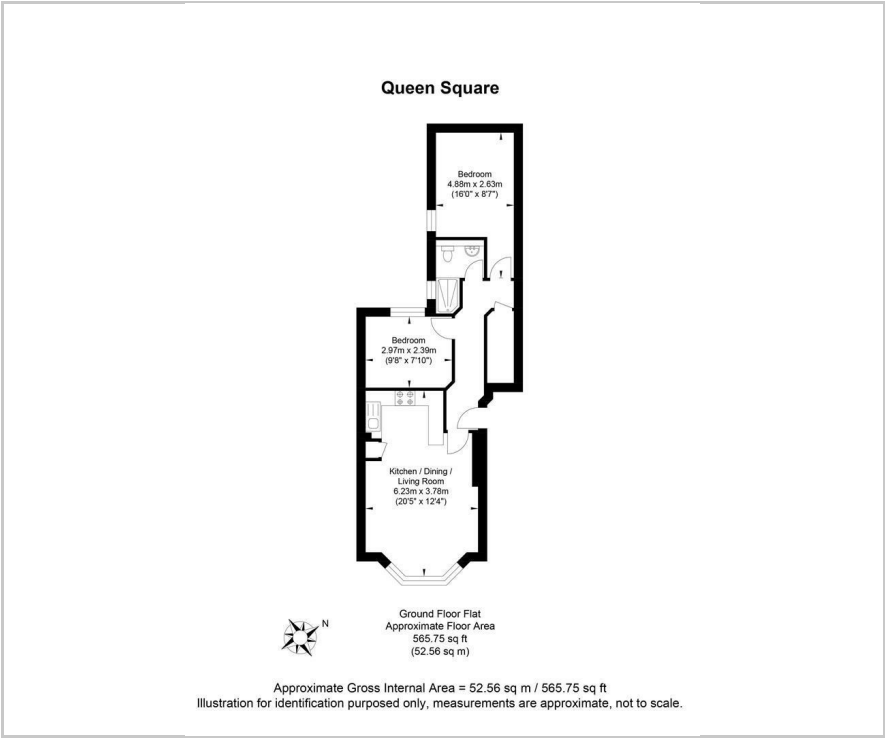 Queen Square
Bedroom
4.88m x 2.63m
(16'0" x 8'7")
Bedroom
2.97m x 2.39m
(9'8" x 7'10")
Kitchen / Dining /
Living Room
6.23m x 3.78m
(20'5" x 12'4")
N
Ground Floor Flat
Approximate Floor Area
565.75 sq ft
(52.56 sq m)
Approximate Gross Internal Area = 52.56 sq m / 565.75 sq ft
Illustration for identification purposed only, measurements are approximate, not to scale.